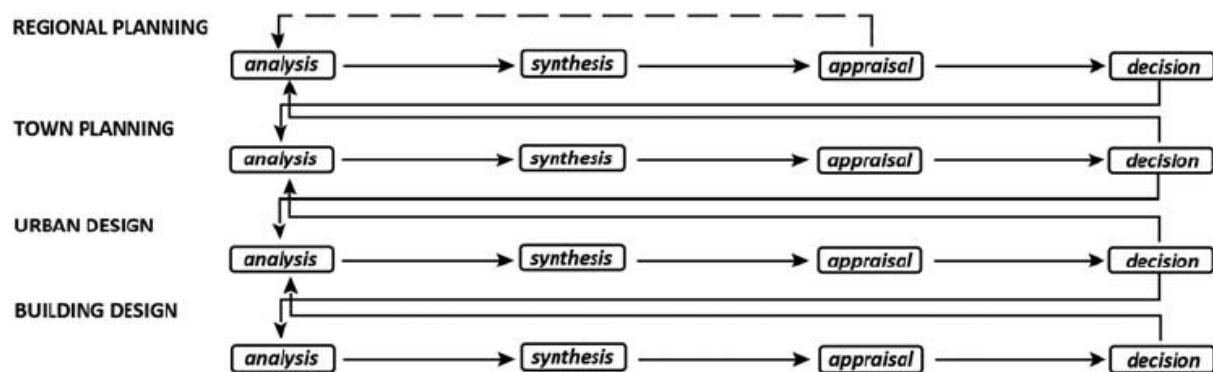 REGIONAL PLANNING
analysis synthesis appraisal decision
TOWN PLANNING
analysis synthesis appraisal decision
URBAN DESIGN
analysis synthesis appraisal decision
BUILDING DESIGN
analysis synthesis appraisal decision